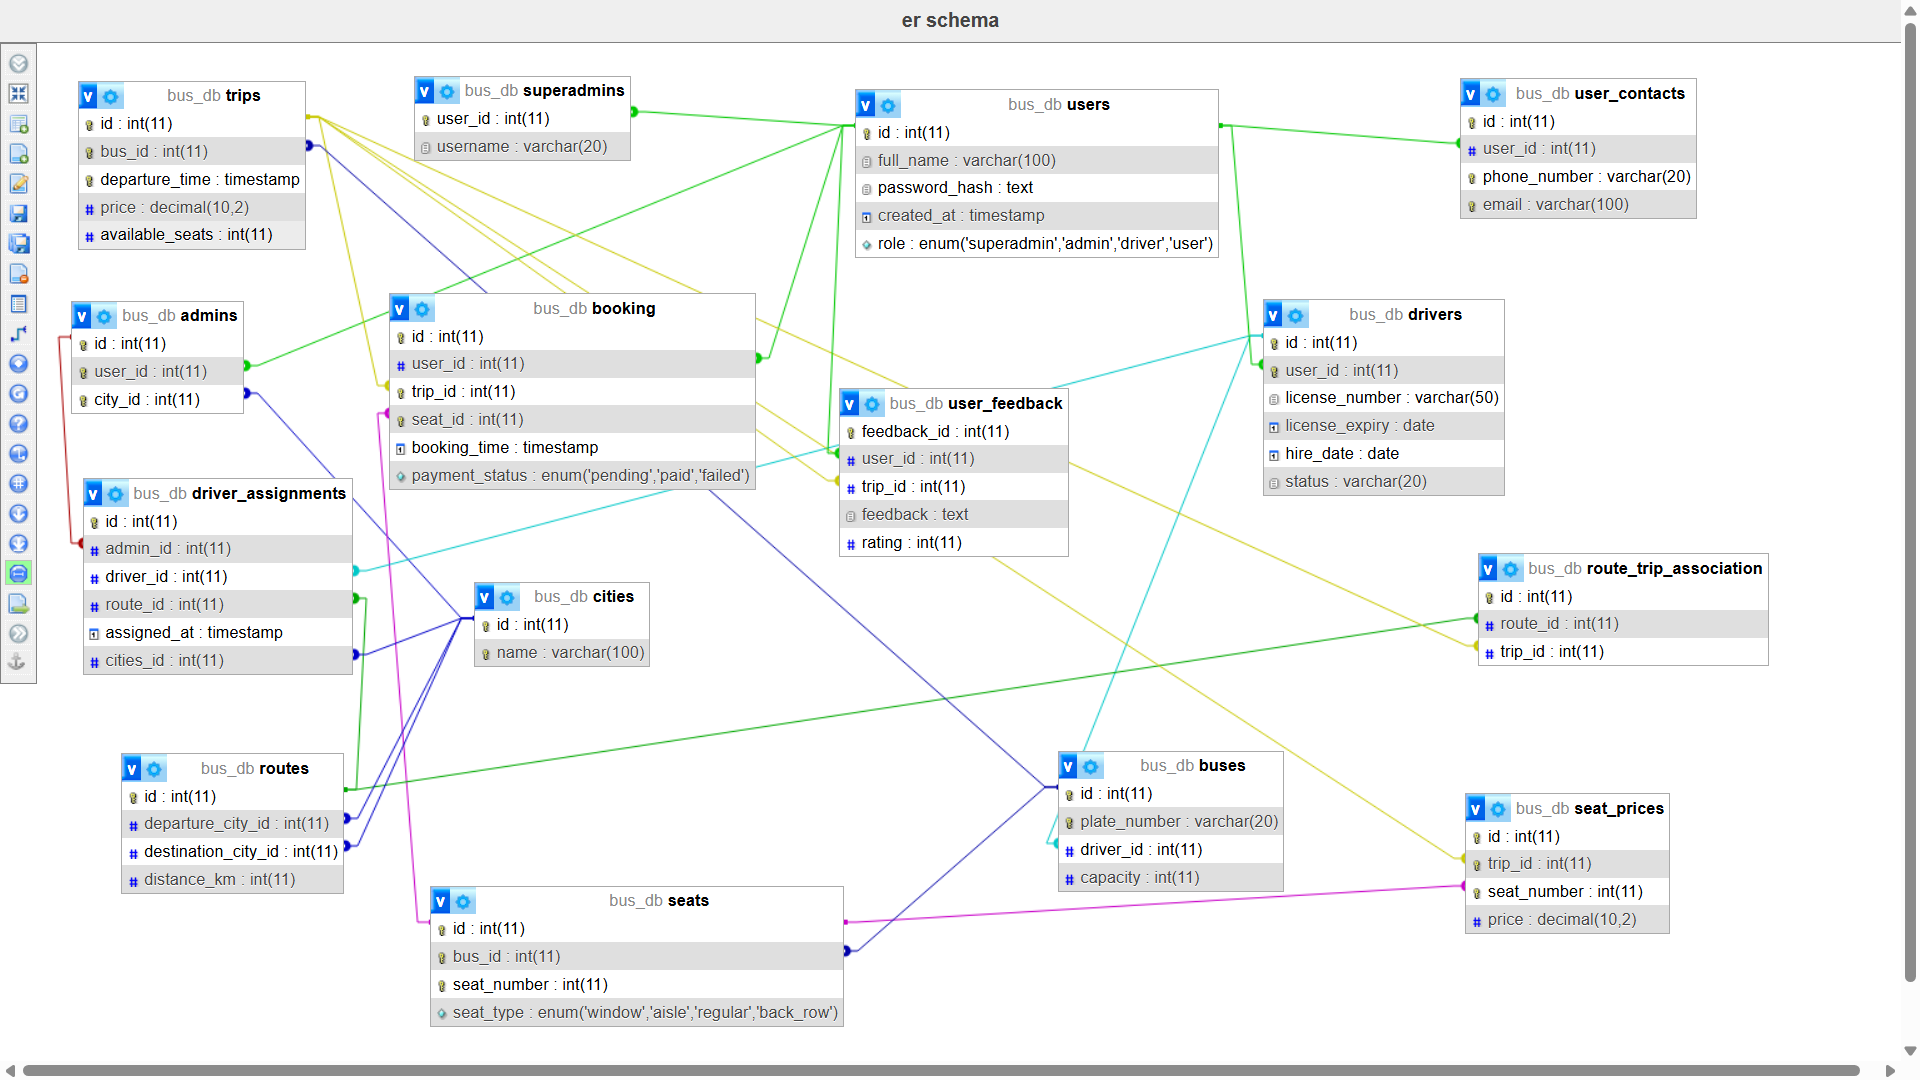 er schema
bus_db trips
id : int(11)
bus_id : int(11)
departure_time : timestamp
price : decimal(10,2)
available_seats : int(11)
bus_db superadmins
user_id : int(11)
username : varchar(20)
bus_db users
id : int(11)
full_name : varchar(100)
password_hash : text
created_at : timestamp
role : enum('superadmin','admin','driver','user')
bus_db user_contacts
id : int(11)
user_id : int(11)
phone_number : varchar(20)
email : varchar(100)
bus_db admins
id : int(11)
user_id : int(11)
city_id : int(11)
bus_db booking
id : int(11)
user_id : int(11)
trip_id : int(11)
seat_id : int(11)
booking_time : timestamp
payment_status : enum('pending','paid','failed')
bus_db user_feedback
feedback_id : int(11)
user_id : int(11)
trip_id : int(11)
feedback : text
rating : int(11)
bus_db drivers
id : int(11)
user_id : int(11)
license_number : varchar(50)
license_expiry : date
hire_date : date
status : varchar(20)
bus_db driver_assignments
id : int(11)
admin_id : int(11)
driver_id : int(11)
route_id : int(11)
assigned_at : timestamp
cities_id : int(11)
bus_db cities
id : int(11)
name : varchar(100)
bus_db route_trip_association
id : int(11)
route_id : int(11)
trip_id : int(11)
bus_db routes
id : int(11)
departure_city_id : int(11)
destination_city_id : int(11)
distance_km : int(11)
bus_db buses
id : int(11)
plate_number : varchar(20)
driver_id : int(11)
capacity : int(11)
bus_db seat_prices
id : int(11)
trip_id : int(11)
seat_number : int(11)
price : decimal(10,2)
bus_db seats
id : int(11)
bus_id : int(11)
seat_number : int(11)
seat_type : enum('window','aisle','regular','back_row')